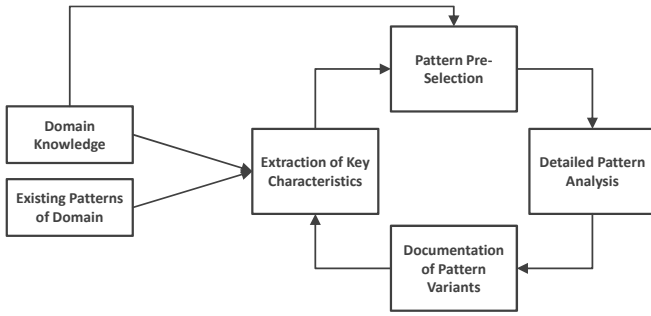 Pattern Pre-
Selection
Domain
Knowledge
Extraction of Key
Characteristics
Detailed Pattern
Analysis
Existing Patterns
of Domain
Documentation
of Pattern
Variants